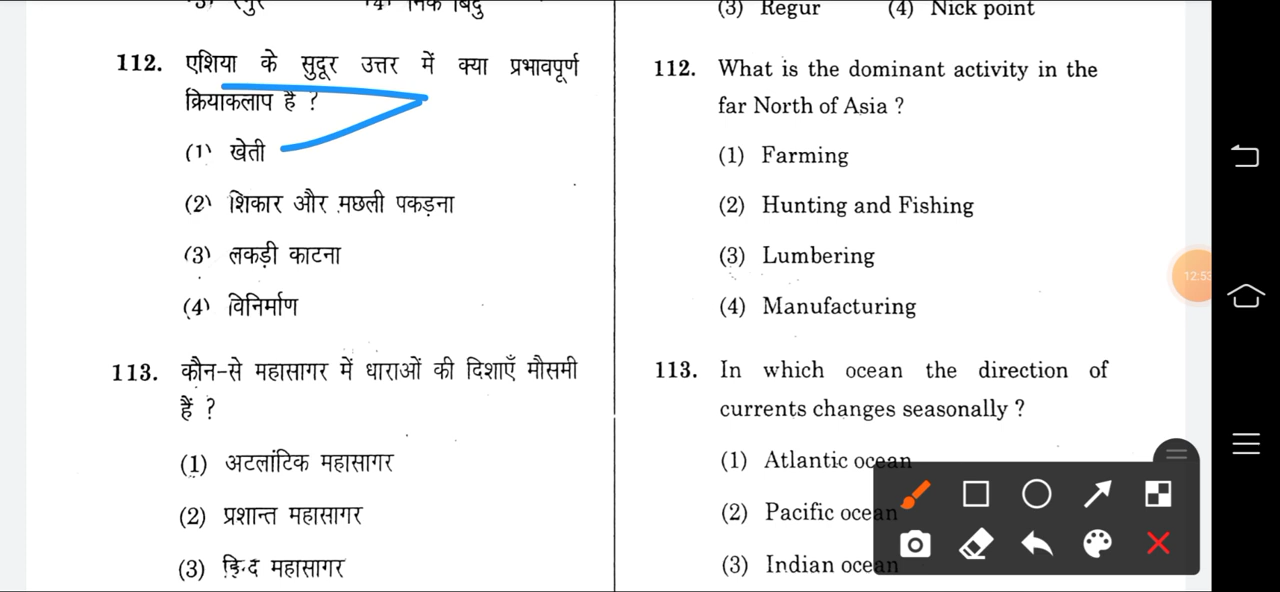 (3) Regur (4) Nick point
112. एशिया के सुदूर उत्तर में क्या प्रभावपूर्ण
क्रियाकलाप है ?
(1) खेती
(2) शिकार और मछली पकड़ना
(3) लकड़ी काटना
(4) विनिर्माण
113. कौन-से महासागर में धाराओं की दिशाएँ मौसमी
हैं ?
(1) अटलांटिक महासागर
(2) प्रशान्त महासागर
(3) हिन्द महासागर
112. What is the dominant activity in the
far North of Asia ?
(1) Farming
(2) Hunting and Fishing
(3) Lumbering
(4) Manufacturing
113. In which ocean the direction of
currents changes seasonally ?
(1) Atlantic ocean
(2) Pacific ocean
(3) Indian ocean